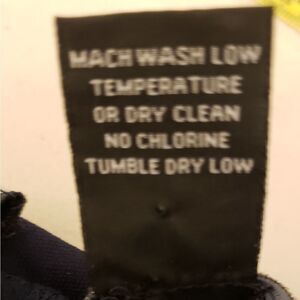 MACH WASH LOW
TEMPERATURE
OR DRY CLEAN
NO CHLORINE
TUMBLE DRY LOW